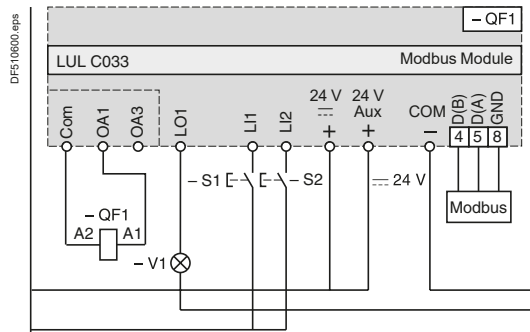 DF510600.eps
– QF1
LUL C033
Modbus Module
Com
OA1
OA3
LO1
LI1
LI2
24 V
+
24 V
Aux
+
COM
–
D(B)
D(A)
GND
4 5 8
– S1
– S2
24 V
Modbus
– QF1
A2
A1
– V1